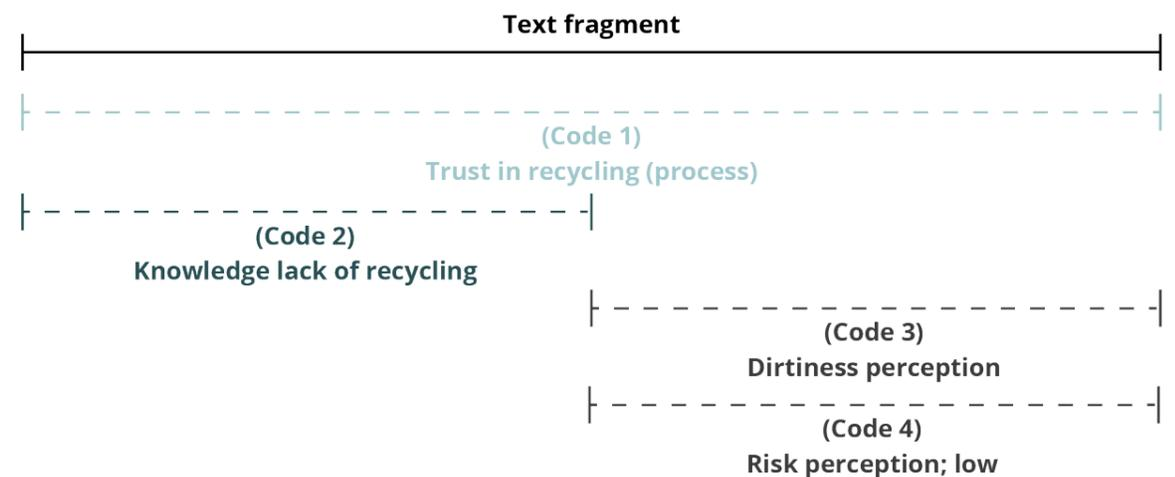 Text fragment
(Code 1)
Trust in recycling (process)
(Code 2)
Knowledge lack of recycling
(Code 3)
Dirtiness perception
(Code 4)
Risk perception; low